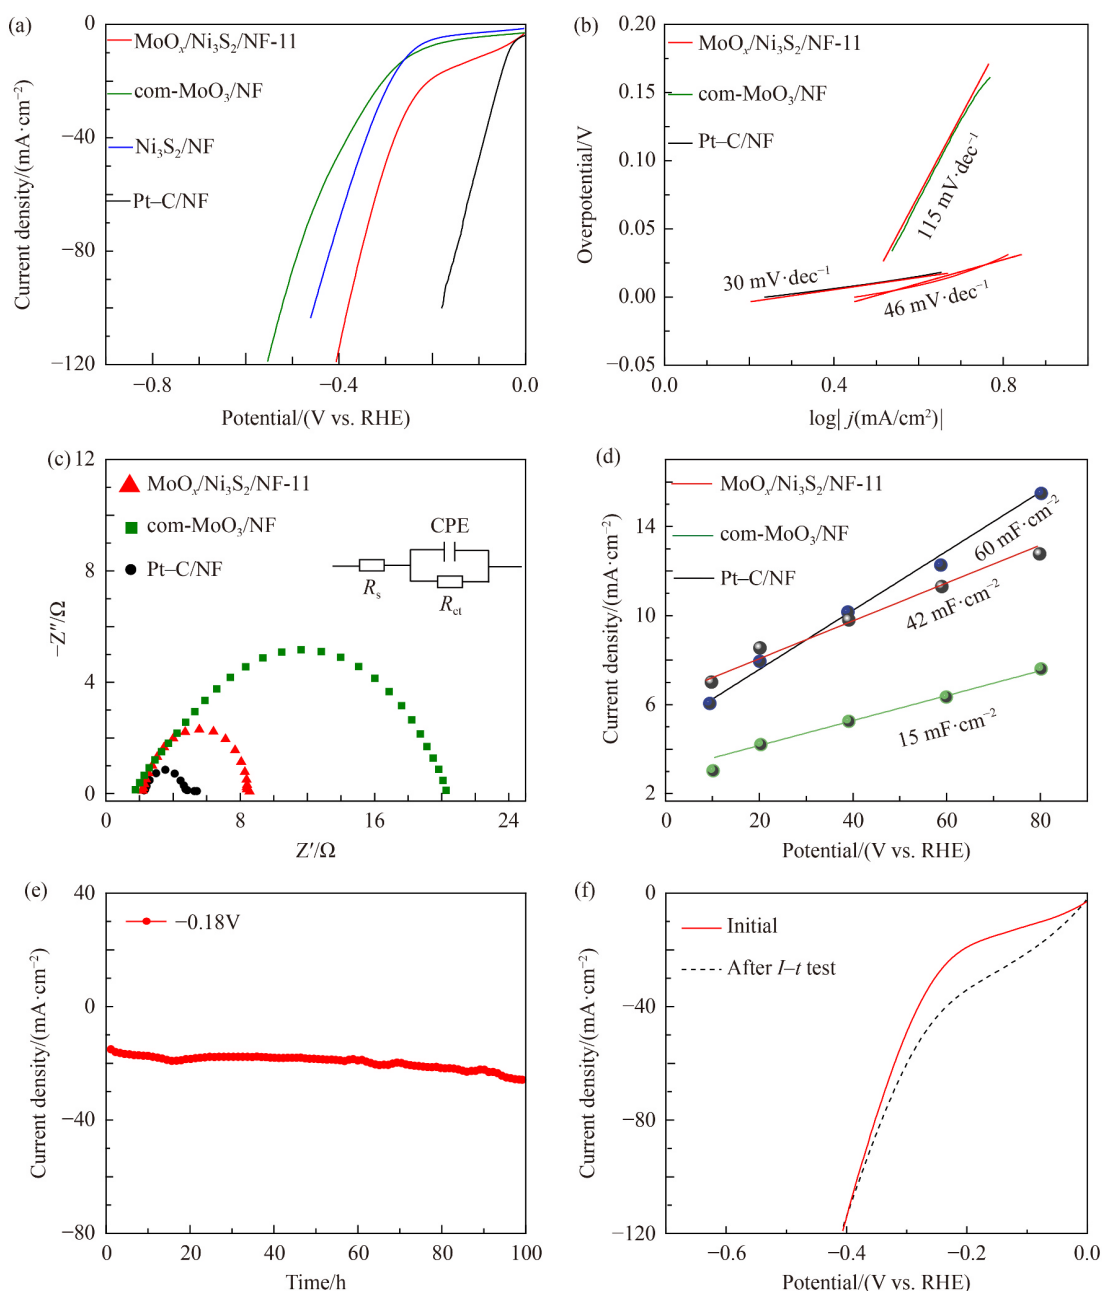 (a)
0
−40
−80
−120
Current density/(mA·cm⁻²)
MoOₓ/Ni₃S₂/NF-11
com-MoO₃/NF
Ni₃S₂/NF
Pt–C/NF
−0.8
−0.4
0.0
Potential/(V vs. RHE)
(b)
0.20
0.15
0.10
0.05
0.00
−0.05
Overpotential/V
MoOₓ/Ni₃S₂/NF-11
com-MoO₃/NF
Pt–C/NF
115 mV·dec⁻¹
30 mV·dec⁻¹
46 mV·dec⁻¹
0.0
0.4
0.8
log| j(mA/cm²)|
(c)
12
8
4
0
−Z″/Ω
MoOₓ/Ni₃S₂/NF-11
com-MoO₃/NF
Pt–C/NF
CPE
Rₛ
R_ct
0
8
16
24
Z′/Ω
(d)
14
10
6
2
Current density/(mA·cm⁻²)
MoOₓ/Ni₃S₂/NF-11
com-MoO₃/NF
Pt–C/NF
60 mF·cm⁻²
42 mF·cm⁻²
15 mF·cm⁻²
0
20
40
60
80
Potential/(V vs. RHE)
(e)
40
0
−40
−80
Current density/(mA·cm⁻²)
−0.18V
0
20
40
60
80
100
Time/h
(f)
0
−40
−80
−120
Current density/(mA·cm⁻²)
Initial
After I–t test
−0.6
−0.4
−0.2
0.0
Potential/(V vs. RHE)